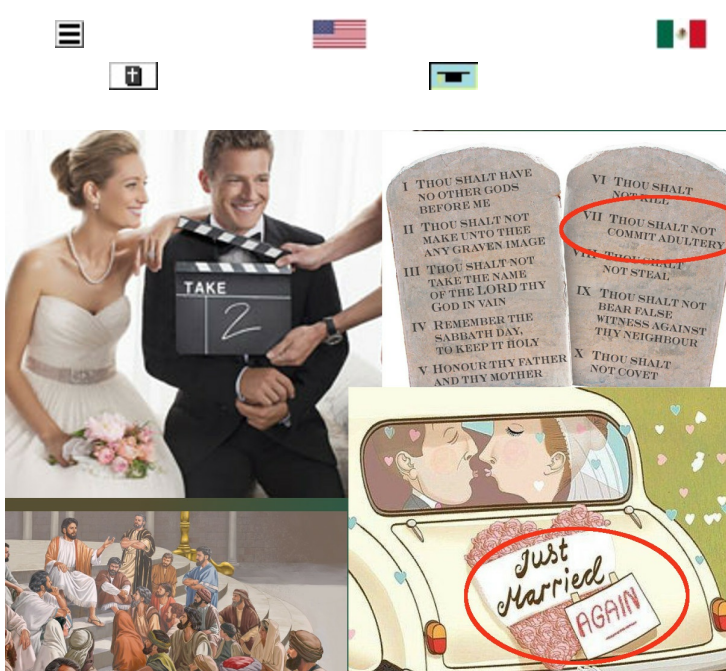 TAKE
2
I THOU SHALT HAVE
NO OTHER GODS
BEFORE ME
II THOU SHALT NOT
MAKE UNTO THEE
ANY GRAVEN IMAGE
III THOU SHALT NOT
TAKE THE NAME
OF THE LORD THY
GOD IN VAIN
IV REMEMBER THE
SABBATH DAY,
TO KEEP IT HOLY
V HONOUR THY FATHER
AND THY MOTHER
VI THOU SHALT
NOT KILL
VII THOU SHALT NOT
COMMIT ADULTERY
VIII THOU SHALT
NOT STEAL
IX THOU SHALT NOT
BEAR FALSE
WITNESS AGAINST
THY NEIGHBOUR
X THOU SHALT
NOT COVET
Just
Married
AGAIN